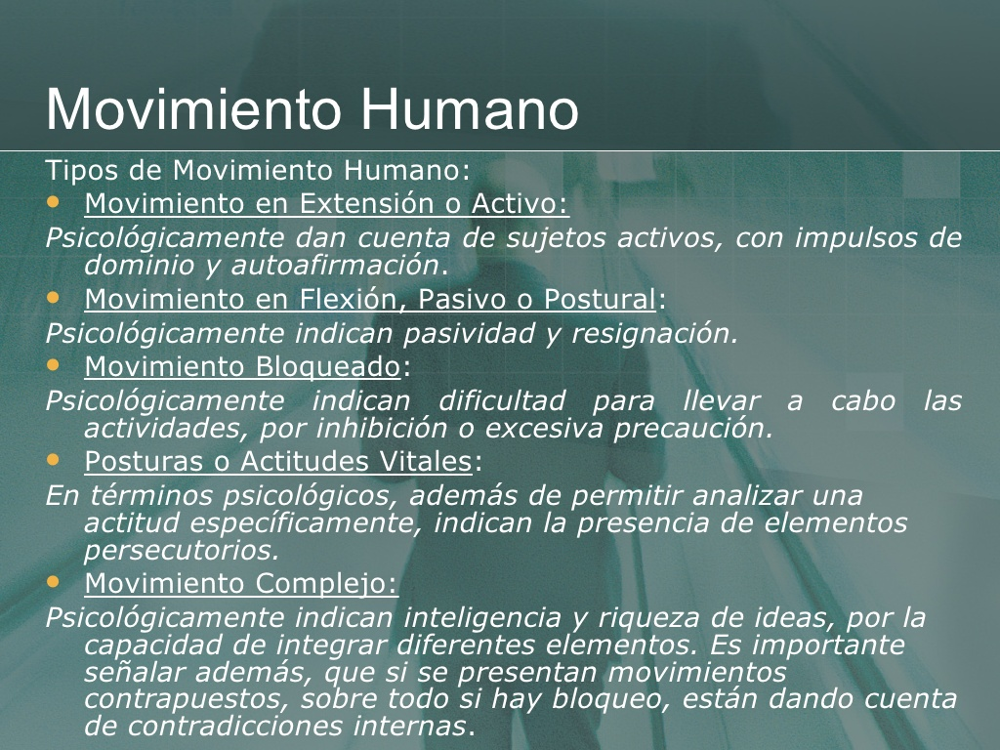 Movimiento Humano
Tipos de Movimiento Humano:
• Movimiento en Extensión o Activo:
Psicológicamente dan cuenta de sujetos activos, con impulsos de
dominio y autoafirmación.
• Movimiento en Flexión, Pasivo o Postural:
Psicológicamente indican pasividad y resignación.
• Movimiento Bloqueado:
Psicológicamente indican dificultad para llevar a cabo las
actividades, por inhibición o excesiva precaución.
• Posturas o Actitudes Vitales:
En términos psicológicos, además de permitir analizar una
actitud específicamente, indican la presencia de elementos
persecutorios.
• Movimiento Complejo:
Psicológicamente indican inteligencia y riqueza de ideas, por la
capacidad de integrar diferentes elementos. Es importante
señalar además, que si se presentan movimientos
contrapuestos, sobre todo si hay bloqueo, están dando cuenta
de contradicciones internas.